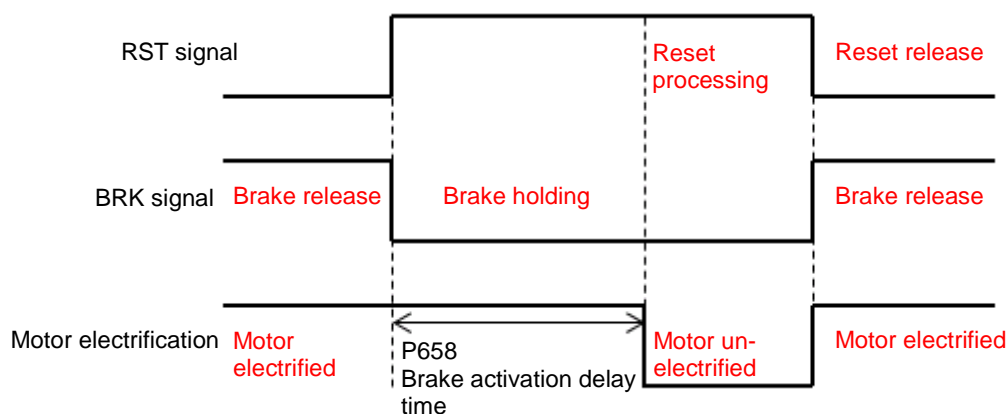 RST signal
Reset
processing
Reset release
BRK signal
Brake release
Brake holding
Brake release
Motor electrification
Motor
electrified
P658
Brake activation delay
time
Motor un-
electrified
Motor electrified